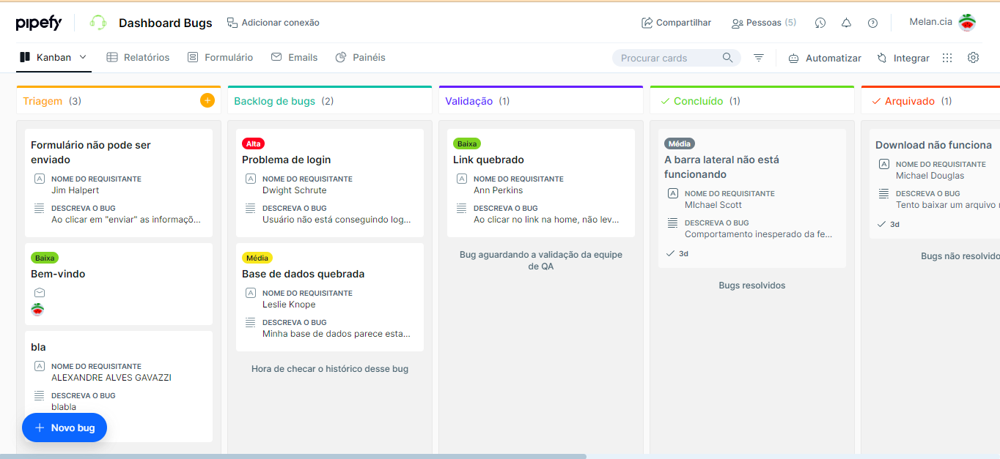 pipefy
Dashboard Bugs
Adicionar conexão
Compartilhar
Pessoas (5)
Melan.cia
Kanban
Relatórios
Formulário
Emails
Painéis
Procurar cards
Automatizar
Integrar
Triagem (3)
Formulário não pode ser
enviado
NOME DO REQUISITANTE
Jim Halpert
DESCREVA O BUG
Ao clicar em "enviar" as informaçõ...
Baixa
Bem-vindo
bla
NOME DO REQUISITANTE
ALEXANDRE ALVES GAVAZZI
DESCREVA O BUG
blabla
+ Novo bug
Backlog de bugs (2)
Alta
Problema de login
NOME DO REQUISITANTE
Dwight Schrute
DESCREVA O BUG
Usuário não está conseguindo log...
Média
Base de dados quebrada
NOME DO REQUISITANTE
Leslie Knope
DESCREVA O BUG
Minha base de dados parece esta...
Hora de checar o histórico desse bug
Validação (1)
Baixa
Link quebrado
NOME DO REQUISITANTE
Ann Perkins
DESCREVA O BUG
Ao clicar no link na home, não lev...
Bug aguardando a validação da equipe
de QA
Concluído (1)
Média
A barra lateral não está
funcionando
NOME DO REQUISITANTE
MIchael Scott
DESCREVA O BUG
Comportamento inesperado da fe...
3d
Bugs resolvidos
Arquivado (1)
Download não funciona
NOME DO REQUISITANTE
Michael Douglas
DESCREVA O BUG
Tento baixar um arquivo
3d
Bugs não resolvido